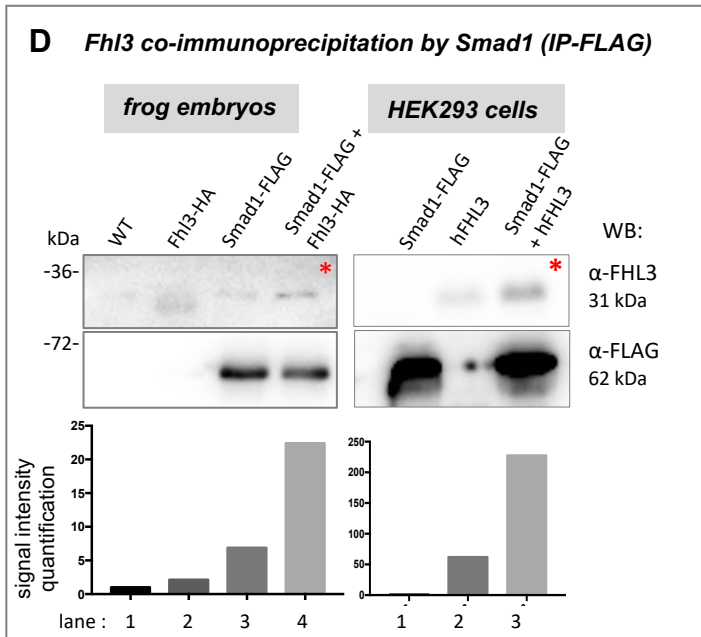 D Fhl3 co-immunoprecipitation by Smad1 (IP-FLAG)
frog embryos
HEK293 cells
WT
Fhl3-HA
Smad1-FLAG
Smad1-FLAG +
Fhl3-HA
Smad1-FLAG
hFHL3
Smad1-FLAG
+ hFHL3
kDa
WB:
-36-
*
*
α-FHL3
31 kDa
-72-
α-FLAG
62 kDa
signal intensity
quantification
25
20
15
10
5
0
250
200
150
100
50
0
lane : 1 2 3 4
1 2 3